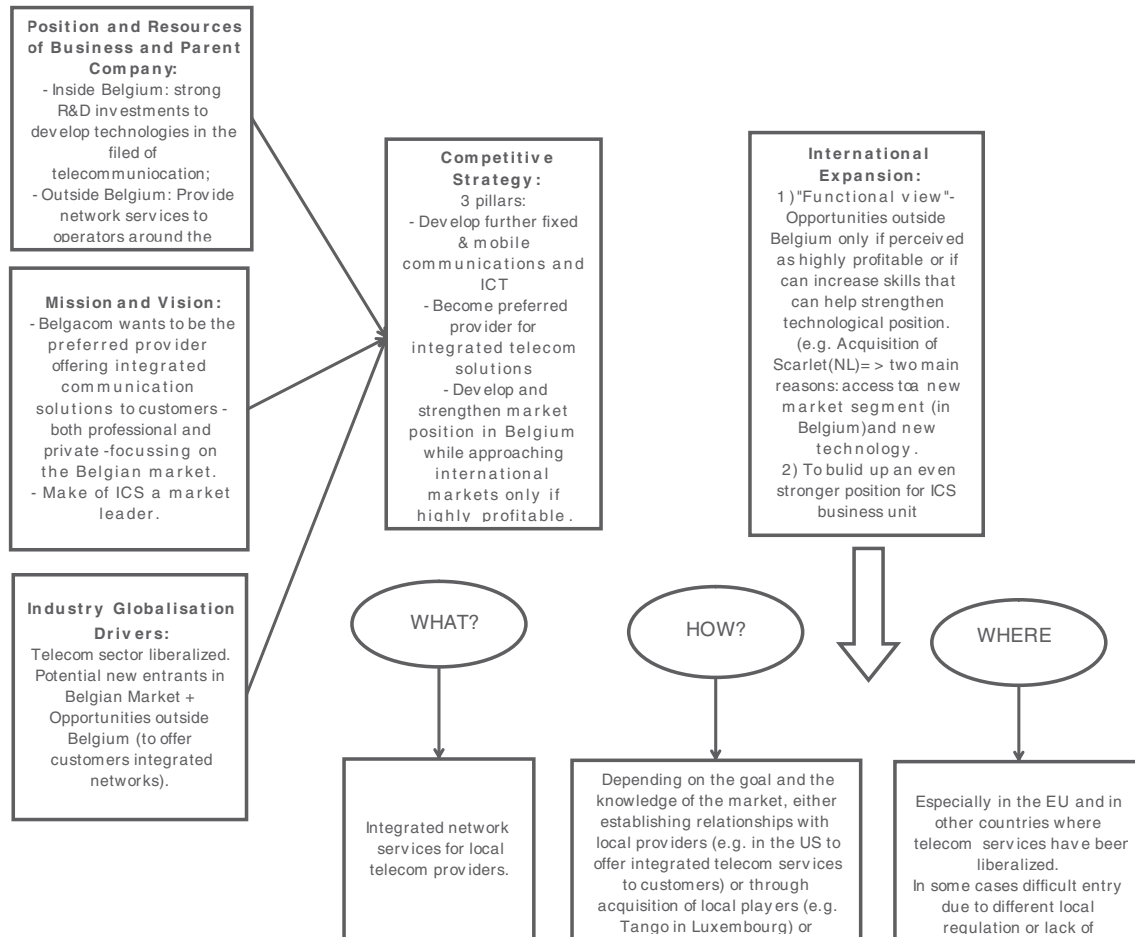 Position and Resources
of Business and Parent
Company:
- Inside Belgium: strong
R&D investments to
develop technologies in the
filed of
telecommuniocation;
- Outside Belgium: Provide
network services to
operators around the
Mission and Vision:
- Belgacom wants to be the
preferred provider
offering integrated
communication
solutions to customers -
both professional and
private -focussing on
the Belgian market.
- Make of ICS a market
leader.
Industry Globalisation
Drivers:
Telecom sector liberalized.
Potential new entrants in
Belgian Market +
Opportunities outside
Belgium (to offer
customers integrated
networks).
Competitive
Strategy:
3 pillars:
- Develop further fixed
& mobile
communications and
ICT
- Become preferred
provider for
integrated telecom
solutions
- Develop and
strengthen market
position in Belgium
while approaching
international
markets only if
highly profitable.
International
Expansion:
1)"Functional view"-
Opportunities outside
Belgium only if perceived
as highly profitable or if
can increase skills that
can help strengthen
technological position.
(e.g. Acquisition of
Scarlet(NL)=> two main
reasons: access toa new
market segment (in
Belgium)and new
technology.
2) To bulid up an even
stronger position for ICS
business unit
WHAT?
HOW?
WHERE
Integrated network
services for local
telecom providers.
Depending on the goal and the
knowledge of the market, either
establishing relationships with
local providers (e.g. in the US to
offer integrated telecom services
to customers) or through
acquisition of local players (e.g.
Tango in Luxembourg) or
Especially in the EU and in
other countries where
telecom services have beer
liberalized.
In some cases difficult entry
due to different local
regulation or lack of